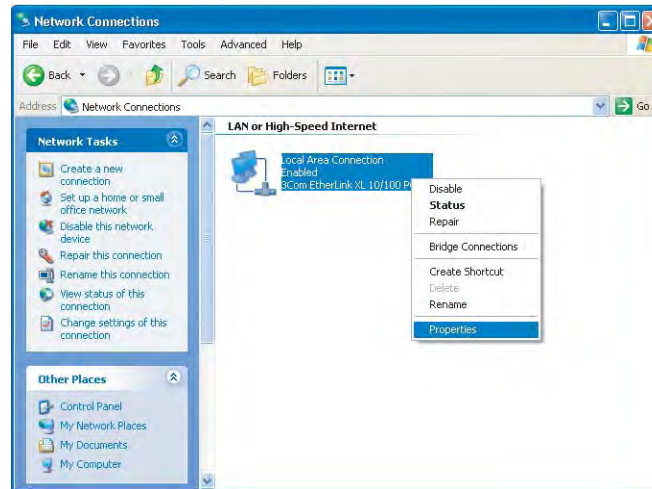 Network Connections
File Edit View Favorites Tools Advanced Help
Back Search Folders
Address Network Connections Go
Network Tasks
Create a new
connection
Set up a home or small
office network
Disable this network
device
Repair this connection
Rename this connection
View status of this
connection
Change settings of this
connection
Other Places
Control Panel
My Network Places
My Documents
My Computer
LAN or High-Speed Internet
Local Area Connection
Enabled
3Com EtherLink XL 10/100
Disable
Status
Repair
Bridge Connections
Create Shortcut
Delete
Rename
Properties